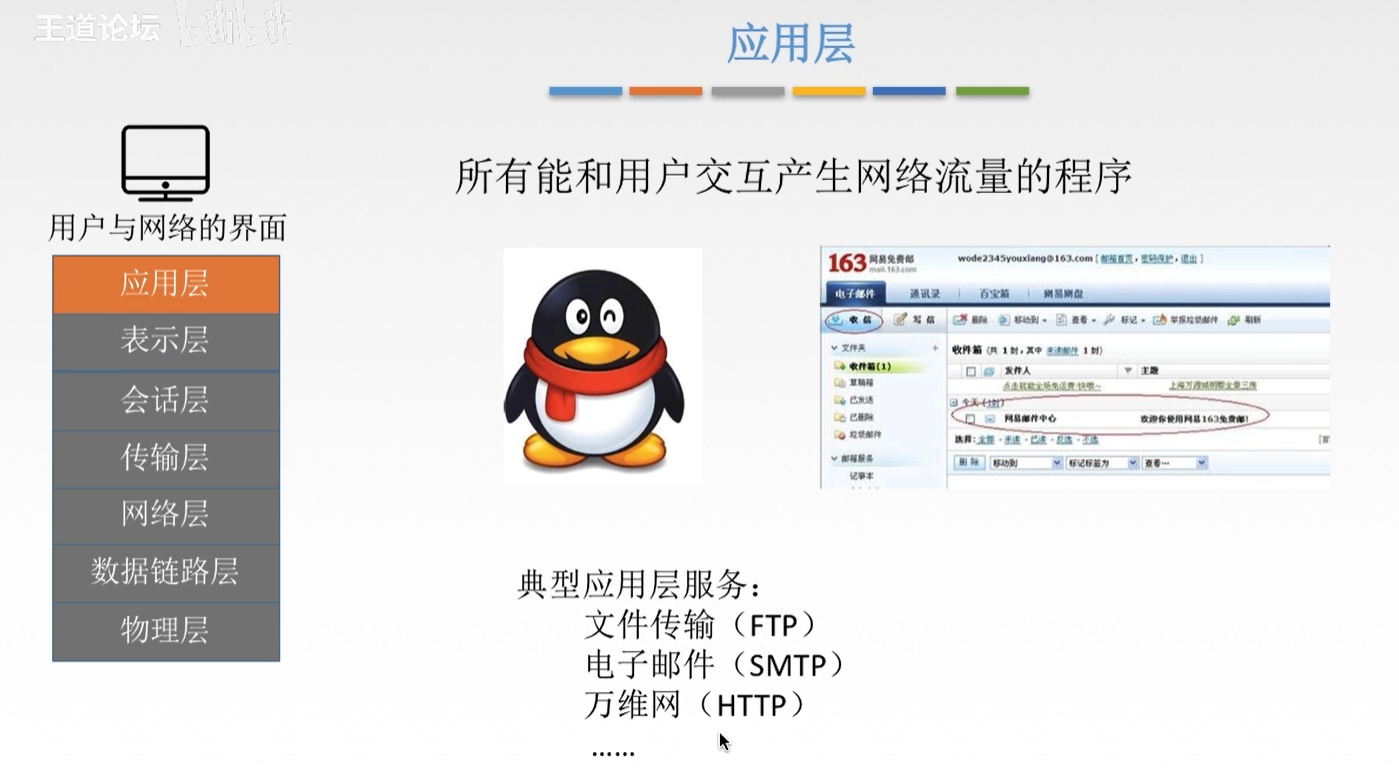 王道论坛 bilibili
应用层
所有能和用户交互产生网络流量的程序
用户与网络的界面
应用层
表示层
会话层
传输层
网络层
数据链路层
物理层
163 网易免费邮
mail.163.com
wode2345youxiang@163.com [ 邮箱首页, 密码保护, 退出 ]
电子邮件 通讯录 百宝箱 网易网盘
收信 写信 删除 移动到 查看 标记 举报垃圾邮件 刷新
文件夹
收件箱(1)
草稿箱
已发送
已删除
垃圾邮件
邮箱服务
记事本
收件箱 (共 1 封, 其中 未读邮件 1 封)
发件人 主题
今天 (1封)
网易邮件中心 欢迎你使用网易163免费邮!
选择: 全部 · 未读 · 已读 · 反选 · 不选
删除 移动到 标记标签为 查看…
典型应用层服务：
文件传输（FTP）
电子邮件（SMTP）
万维网（HTTP）
……